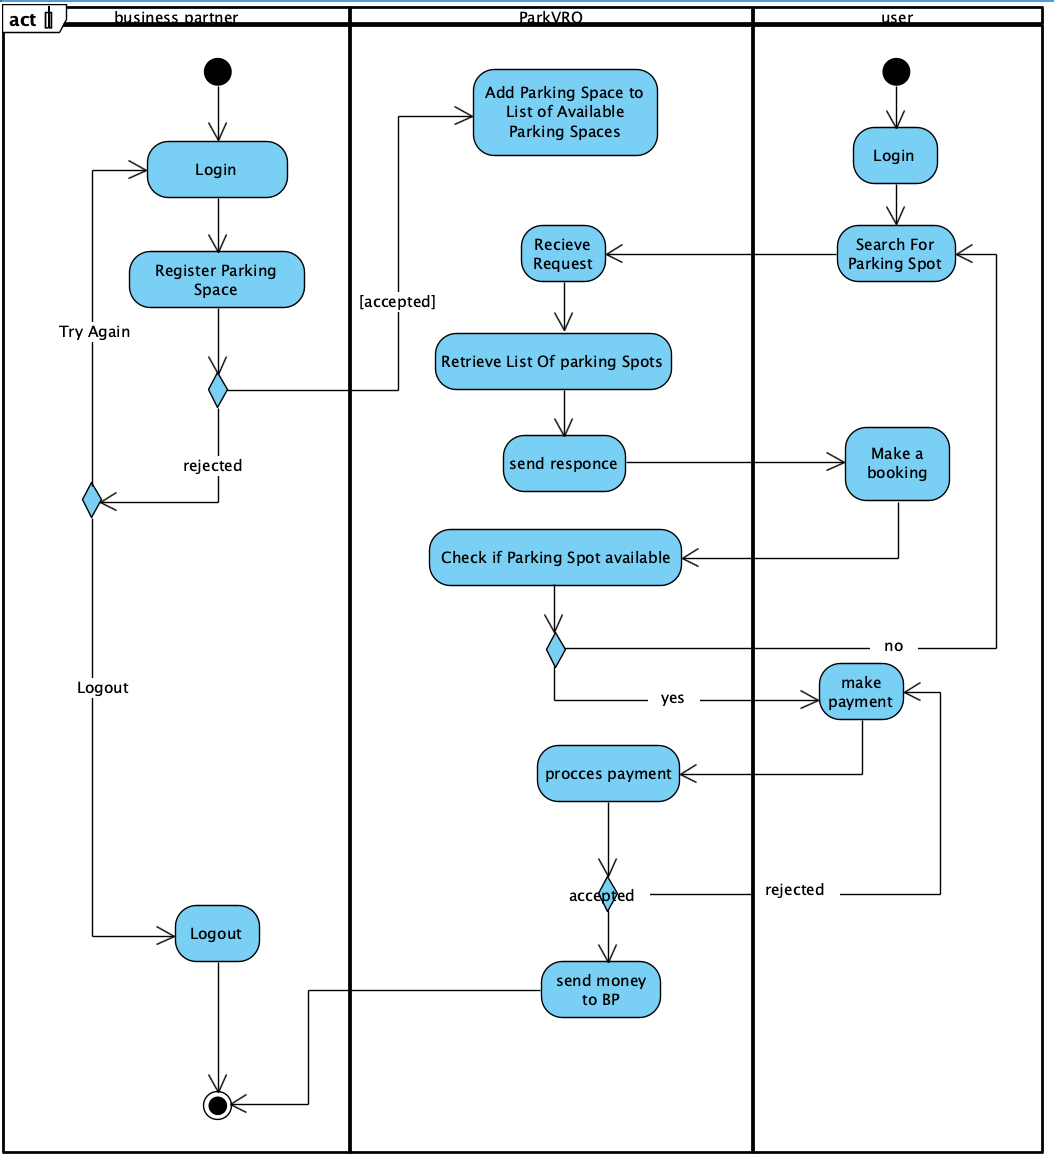 act
business partner
ParkVRO
user
Add Parking Space to
List of Available
Parking Spaces
Login
Login
Recieve
Request
Search For
Parking Spot
Register Parking
Space
[accepted]
Try Again
Retrieve List Of parking Spots
send responce
Make a
booking
rejected
Check if Parking Spot available
no
make
payment
yes
Logout
procces payment
accepted
rejected
Logout
send money
to BP